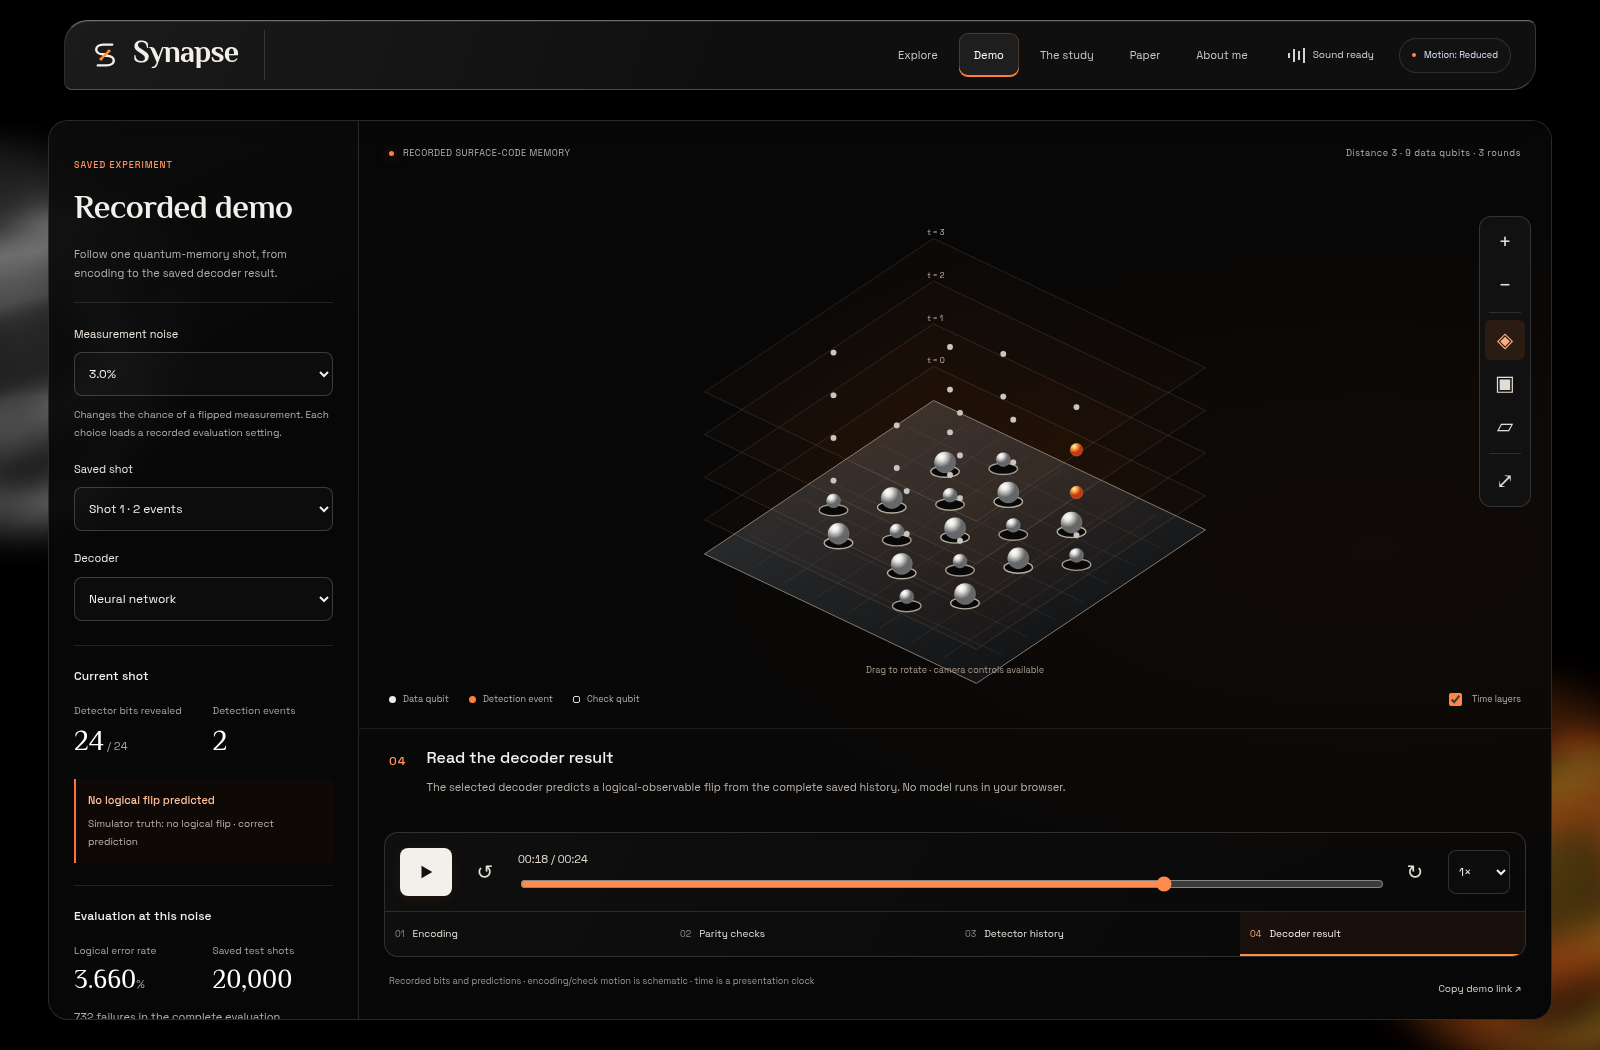 Synapse
Explore
Demo
The study
Paper
About me
Sound ready
Motion: Reduced
SAVED EXPERIMENT
Recorded demo
Follow one quantum-memory shot, from
encoding to the saved decoder result.
Measurement noise
3.0%
Changes the chance of a flipped measurement. Each
choice loads a recorded evaluation setting.
Saved shot
Shot 1 · 2 events
Decoder
Neural network
Current shot
Detector bits revealed
24 / 24
Detection events
2
No logical flip predicted
Simulator truth: no logical flip · correct
prediction
Evaluation at this noise
Logical error rate
3.660%
Saved test shots
20,000
732 failures in the complete evaluation
RECORDED SURFACE-CODE MEMORY
Distance 3 · 9 data qubits · 3 rounds
t = 3
t = 2
t = 1
t = 0
Drag to rotate · camera controls available
Data qubit
Detection event
Check qubit
Time layers
04
Read the decoder result
The selected decoder predicts a logical-observable flip from the complete saved history. No model runs in your browser.
00:18 / 00:24
1×
01 Encoding
02 Parity checks
03 Detector history
04 Decoder result
Recorded bits and predictions · encoding/check motion is schematic · time is a presentation clock
Copy demo link ↗